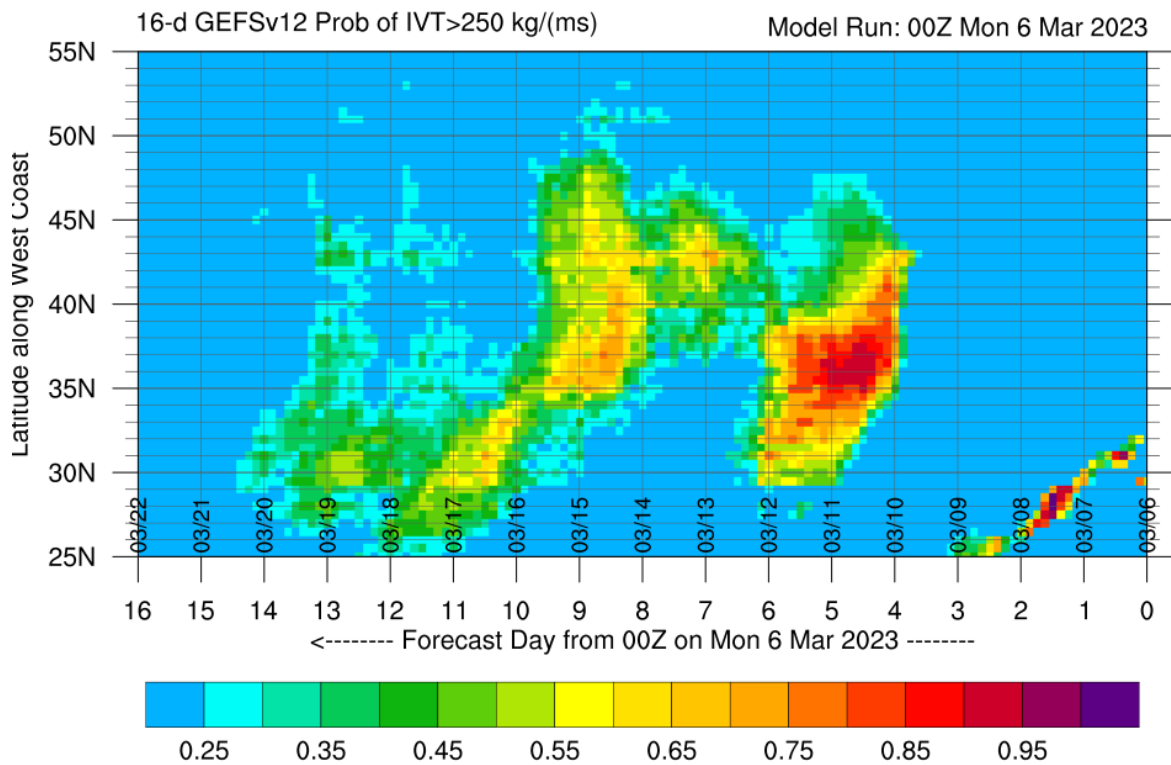 16-d GEFSv12 Prob of IVT>250 kg/(ms)
Model Run: 00Z Mon 6 Mar 2023
55N
50N
45N
40N
35N
30N
25N
Latitude along West Coast
03/22
03/21
03/20
03/19
03/18
03/17
03/16
03/15
03/14
03/13
03/12
03/11
03/10
03/09
03/08
03/07
03/06
16 15 14 13 12 11 10 9 8 7 6 5 4 3 2 1 0
<-------- Forecast Day from 00Z on Mon 6 Mar 2023 --------
0.25 0.35 0.45 0.55 0.65 0.75 0.85 0.95